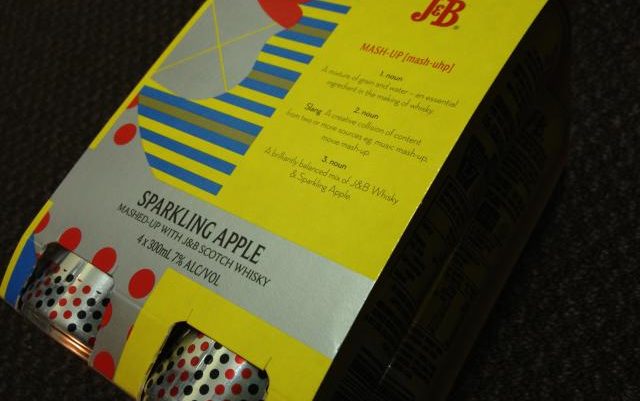 J&B
MASH-UP [mash-uhp]
1. noun
A mixture of grain and water - an essential
ingredient in the making of whisky.
2. noun
Slang. A creative collision of content
from two or more sources eg. music mash-up,
movie mash-up.
3. noun
A brilliantly balanced mix of J&B Whisky
& Sparkling Apple.
SPARKLING APPLE
MASHED-UP WITH J&B SCOTCH WHISKY
4 x 300mL 7% ALC/VOL